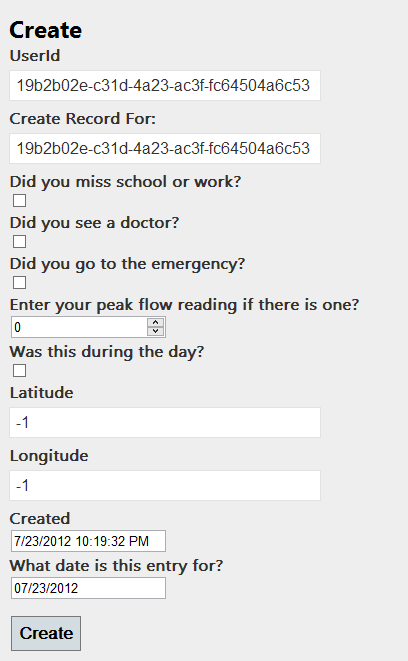 Create
UserId
19b2b02e-c31d-4a23-ac3f-fc64504a6c53
Create Record For:
19b2b02e-c31d-4a23-ac3f-fc64504a6c53
Did you miss school or work?
Did you see a doctor?
Did you go to the emergency?
Enter your peak flow reading if there is one?
0
Was this during the day?
Latitude
-1
Longitude
-1
Created
7/23/2012 10:19:32 PM
What date is this entry for?
07/23/2012
Create